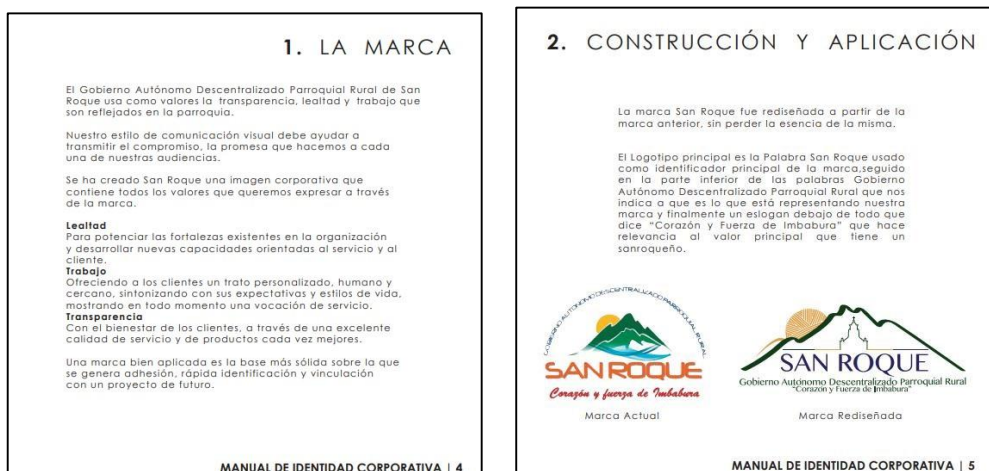 1. LA MARCA
El Gobierno Autónomo Descentralizado Parroquial Rural de San
Roque usa como valores la transparencia, lealtad y trabajo que
son reflejados en la parroquia.
Nuestro estilo de comunicación visual debe ayudar a
transmitir el compromiso, la promesa que hacemos a cada
una de nuestras audiencias.
Se ha creado San Roque una imagen corporativa que
contiene todos los valores que queremos expresar a través
de la marca.
Lealtad
Para potenciar las fortalezas existentes en la organización
y desarrollar nuevas capacidades orientadas al servicio y al
cliente.
Trabajo
Ofreciendo a los clientes un trato personalizado, humano y
cercano, sintonizando con sus expectativas y estilos de vida,
mostrando en todo momento una vocación de servicio.
Transparencia
Con el bienestar de los clientes, a través de una excelente
calidad de servicio y de productos cada vez mejores.
Una marca bien aplicada es la base más sólida sobre la que
se genera adhesión, rápida identificación y vinculación
con un proyecto de futuro.
MANUAL DE IDENTIDAD CORPORATIVA | 4
2. CONSTRUCCIÓN Y APLICACIÓN
La marca San Roque fue rediseñada a partir de la
marca anterior, sin perder la esencia de la misma.
El Logotipo principal es la Palabra San Roque usado
como identificador principal de la marca,seguido
en la parte inferior de las palabras Gobierno
Autónomo Descentralizado Parroquial Rural que nos
indica a que es lo que está representando nuestra
marca y finalmente un eslogan debajo de todo que
dice "Corazón y Fuerza de Imbabura" que hace
relevancia al valor principal que tiene un
sanroqueño.
GOBIERNO AUTONOMO DESCENTRALIZADO PARROQUIAL RURAL
SAN ROQUE
Corazón y fuerza de Imbabura
Marca Actual
SAN ROQUE
Gobierno Autónomo Descentralizado Parroquial Rural
"Corazón y Fuerza de Imbabura"
Marca Rediseñada
MANUAL DE IDENTIDAD CORPORATIVA | 5